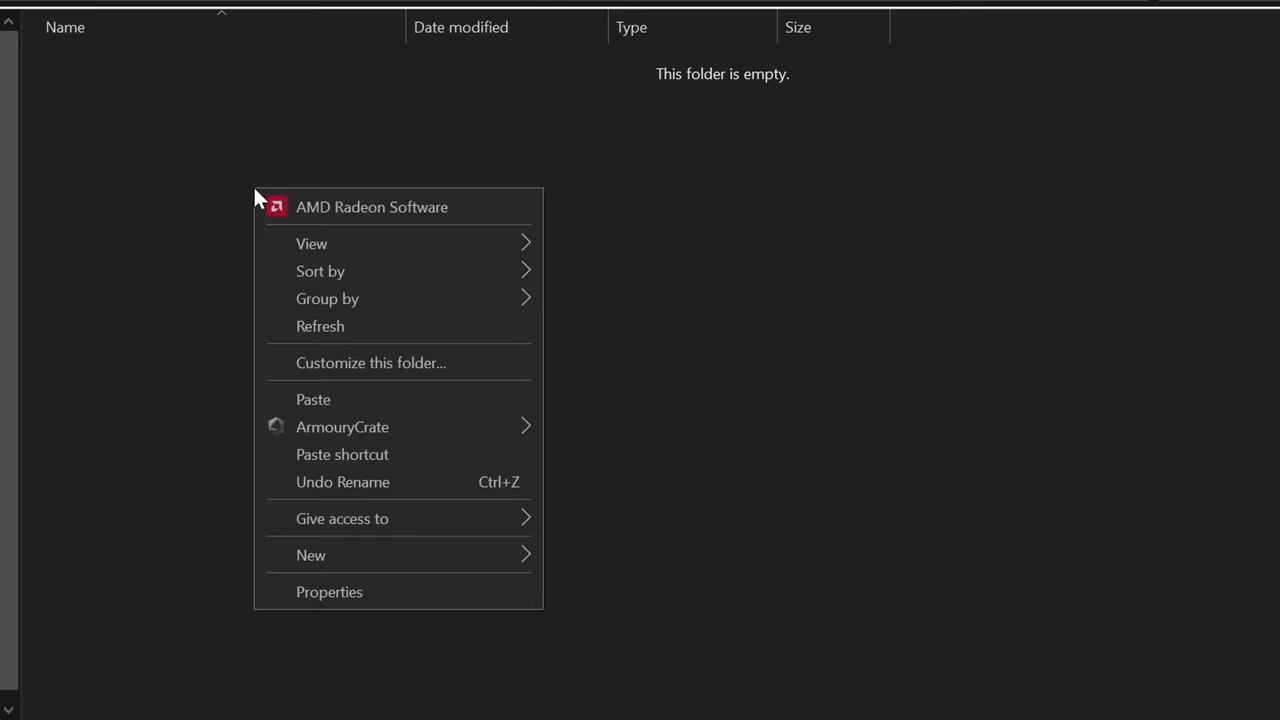 Name Date modified Type Size
This folder is empty.
AMD Radeon Software
View
Sort by
Group by
Refresh
Customize this folder...
Paste
ArmouryCrate
Paste shortcut
Undo Rename Ctrl+Z
Give access to
New
Properties